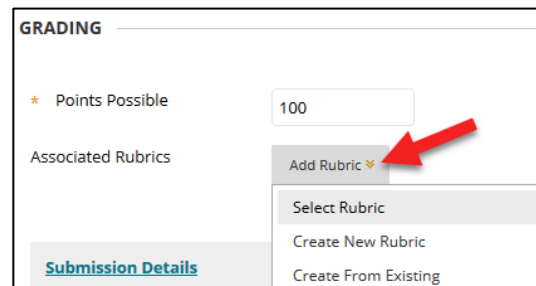 GRADING
* Points Possible 100
Associated Rubrics Add Rubric
Select Rubric
Create New Rubric
Submission Details Create From Existing